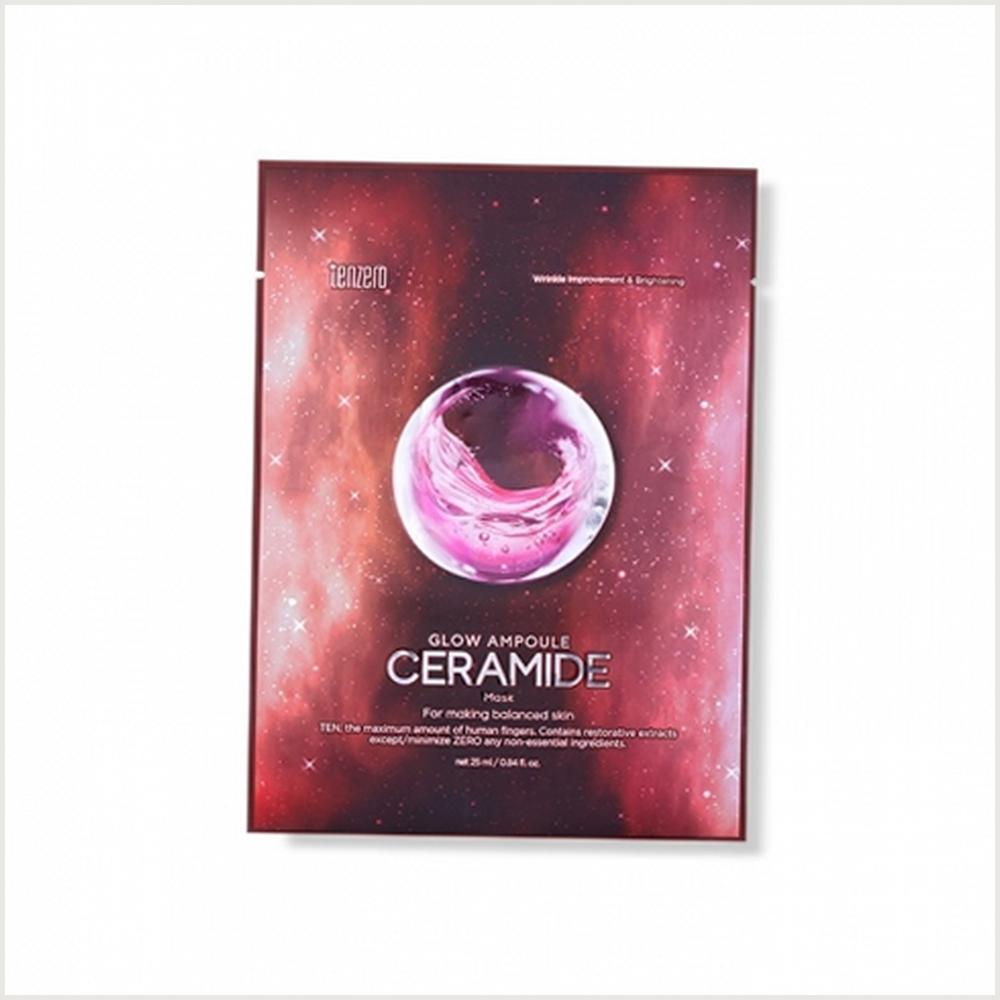 tenzero
Wrinkle Improvement & Brightening
GLOW AMPOULE
CERAMIDE
Mask
For making balanced skin
TEN, the maximum amount of human fingers. Contains restorative extracts
except/minimize ZERO any non-essential ingredients.
net 25 ml / 0.84 fl. oz.